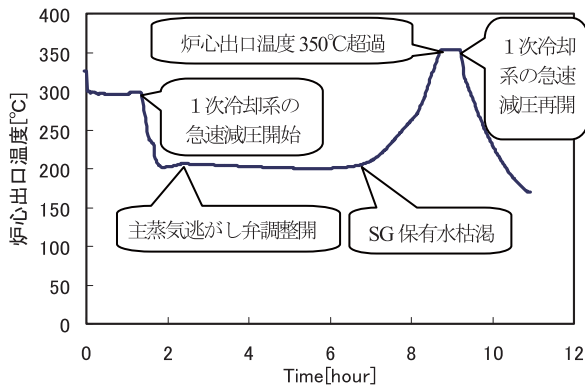 炉心出口温度[℃]
400
350
300
250
200
150
100
50
0
炉心出口温度 350℃超過
１次冷却
系の急速
減圧再開
１次冷却系の
急速減圧開始
主蒸気逃がし弁調整開
SG 保有水枯渇
0
2
4
6
8
10
12
Time[hour]